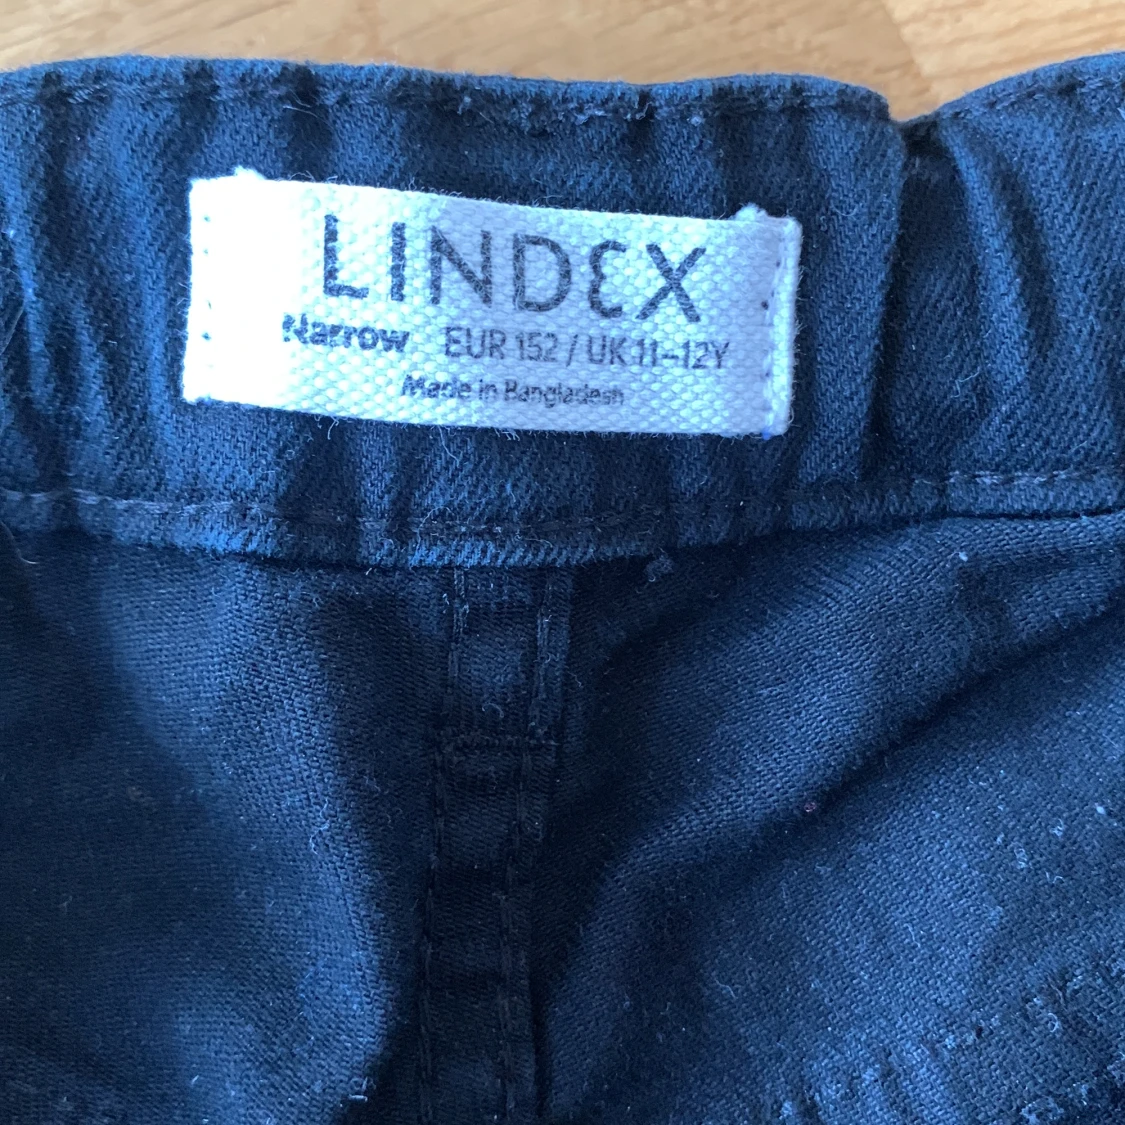 LINDEX
Narrow EUR 152 / UK 11–12Y
Made in Bangladesh